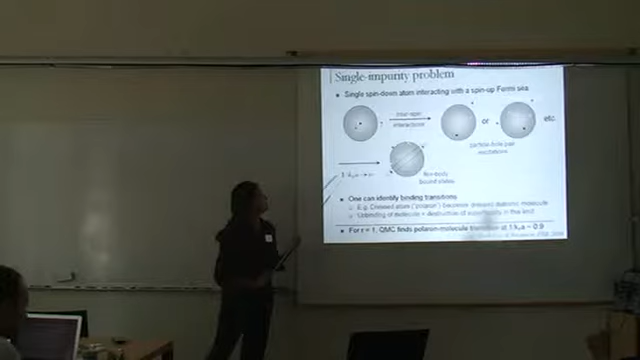 Single-impurity problem
Single spin-down atom interacting with a spin-up Fermi sea
inter-spin
interactions
or
etc.
particle-hole pair
excitations
few-body
bound states
One can identify binding transitions
E.g. Dressed atom ("polaron") becomes dressed diatomic molecule
Unbinding of molecule = destruction of superfluidity in this limit
For r = 1, QMC finds polaron-molecule transition at 1/kFa ~ 0.9